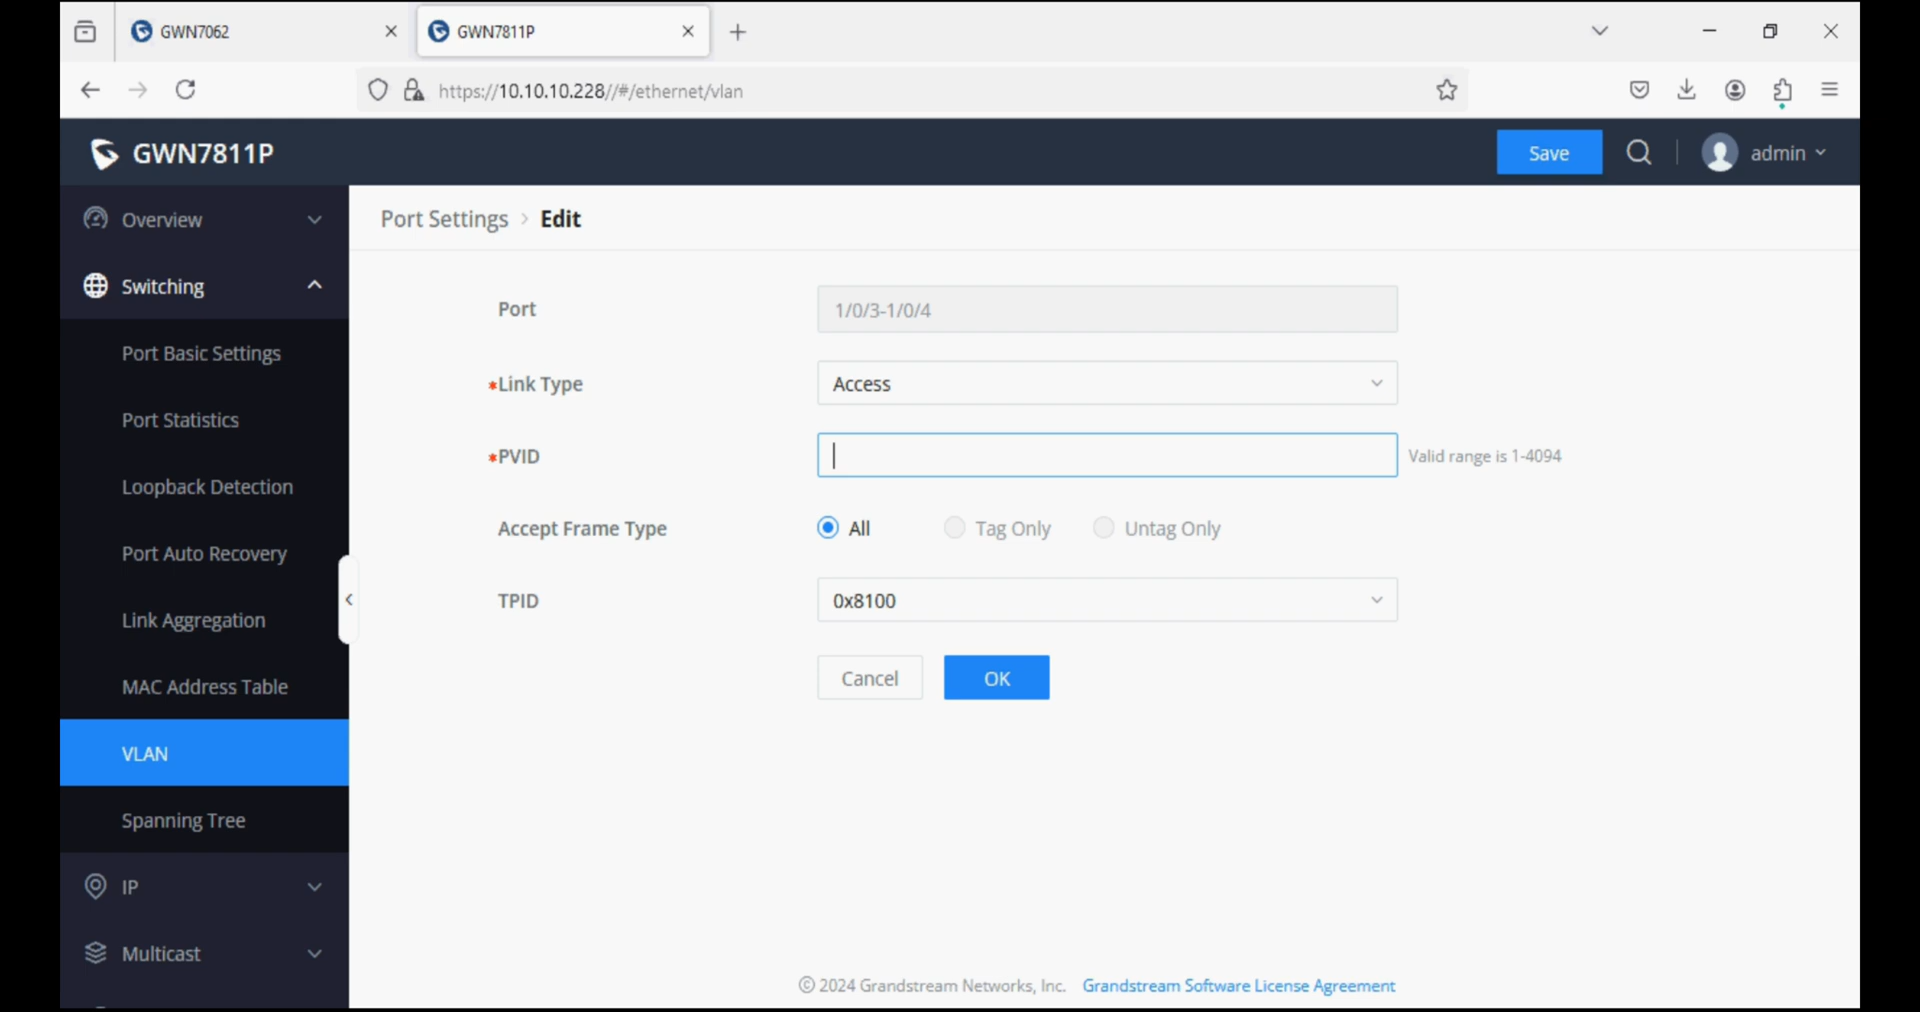 GWN7062
GWN7811P
https://10.10.10.228//#/ethernet/vlan
GWN7811P
Save
admin
Overview
Switching
Port Basic Settings
Port Statistics
Loopback Detection
Port Auto Recovery
Link Aggregation
MAC Address Table
VLAN
Spanning Tree
IP
Multicast
Port Settings > Edit
Port
1/0/3-1/0/4
*Link Type
Access
*PVID
Valid range is 1-4094
Accept Frame Type
All
Tag Only
Untag Only
TPID
0x8100
Cancel
OK
© 2024 Grandstream Networks, Inc. Grandstream Software License Agreement